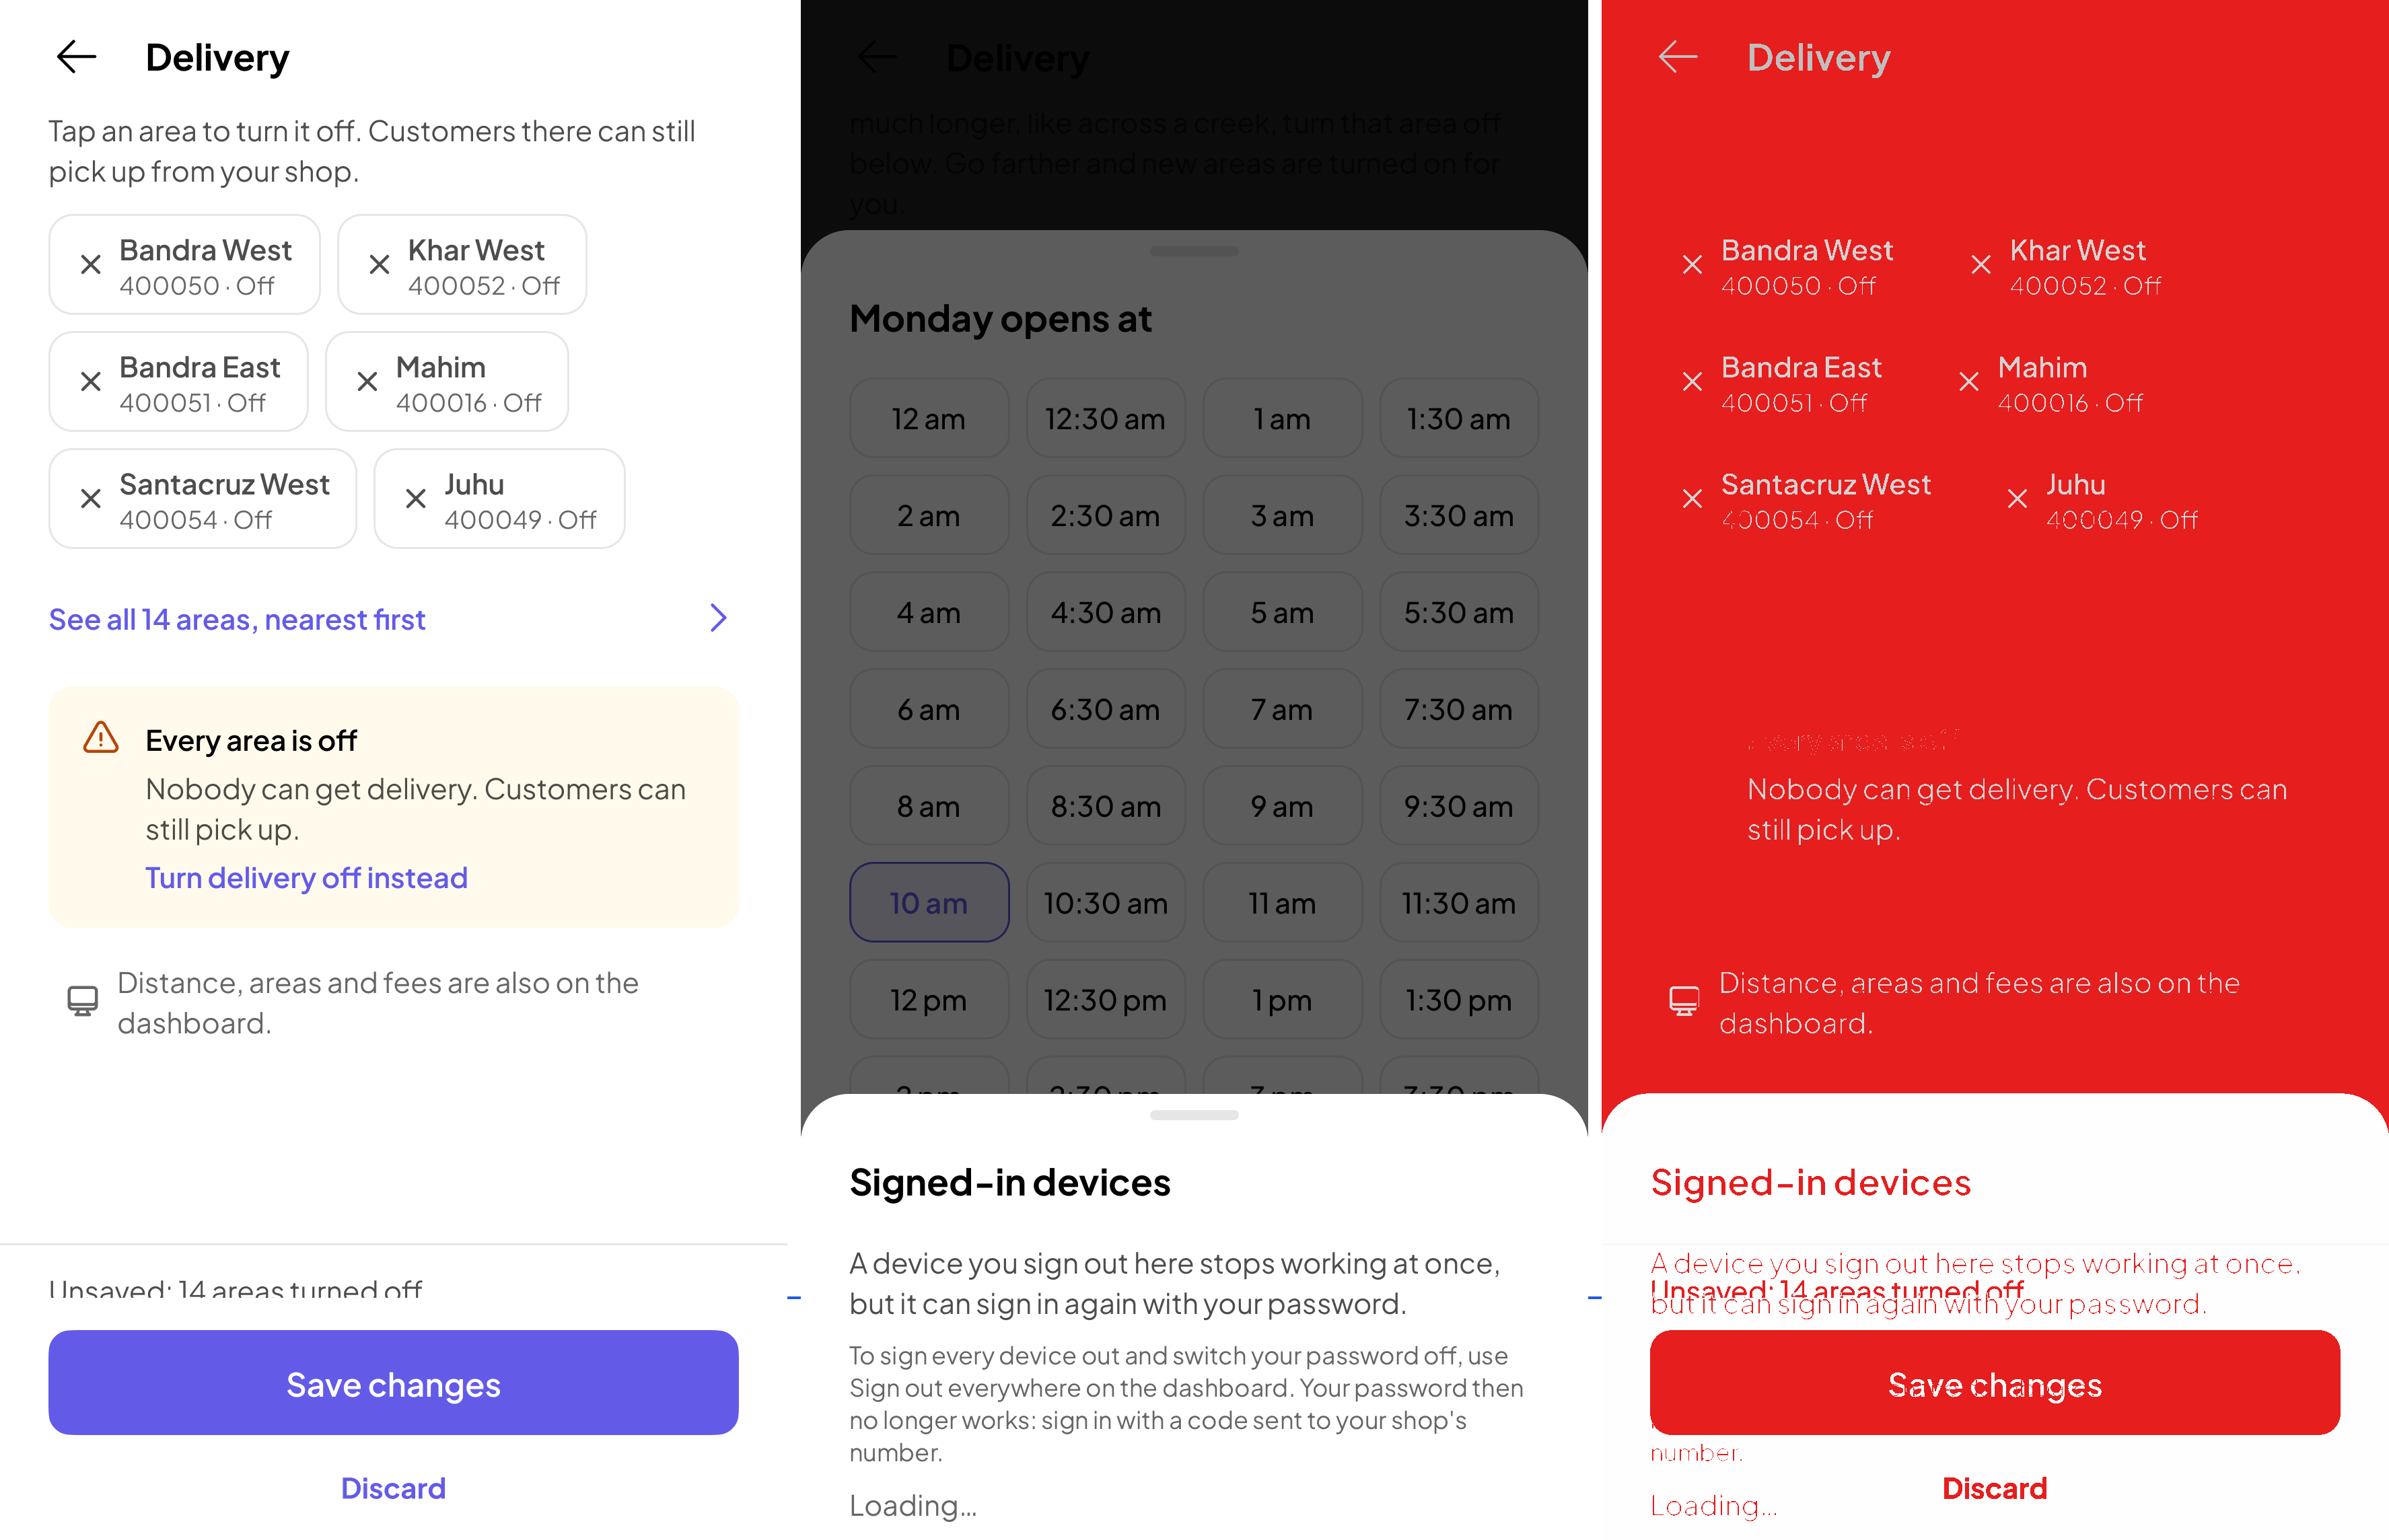 Delivery
Tap an area to turn it off. Customers there can still
pick up from your shop.
Bandra West
400050 · Off
Khar West
400052 · Off
Bandra East
400051 · Off
Mahim
400016 · Off
Santacruz West
400054 · Off
Juhu
400049 · Off
See all 14 areas, nearest first
Every area is off
Nobody can get delivery. Customers can
still pick up.
Turn delivery off instead
Distance, areas and fees are also on the
dashboard.
Unsaved: 14 areas turned off
Save changes
Discard
Delivery
much longer, like across a creek, turn that area off
below. Go farther and new areas are turned on for
you.
Monday opens at
12 am 12:30 am 1 am 1:30 am
2 am 2:30 am 3 am 3:30 am
4 am 4:30 am 5 am 5:30 am
6 am 6:30 am 7 am 7:30 am
8 am 8:30 am 9 am 9:30 am
10 am 10:30 am 11 am 11:30 am
12 pm 12:30 pm 1 pm 1:30 pm
2 pm 2:30 pm 3 pm 3:30 pm
Signed-in devices
A device you sign out here stops working at once,
but it can sign in again with your password.
To sign every device out and switch your password off, use
Sign out everywhere on the dashboard. Your password then
no longer works: sign in with a code sent to your shop's
number.
Loading...
Delivery
Bandra West
400050 · Off
Khar West
400052 · Off
Bandra East
400051 · Off
Mahim
400016 · Off
Santacruz West
400054 · Off
Juhu
400049 · Off
Every area is off
Nobody can get delivery. Customers can
still pick up.
Distance, areas and fees are also on the
dashboard.
Signed-in devices
A device you sign out here stops working at once,
Unsaved: 14 areas turned off
but it can sign in again with your password.
Save changes
number.
Discard
Loading...